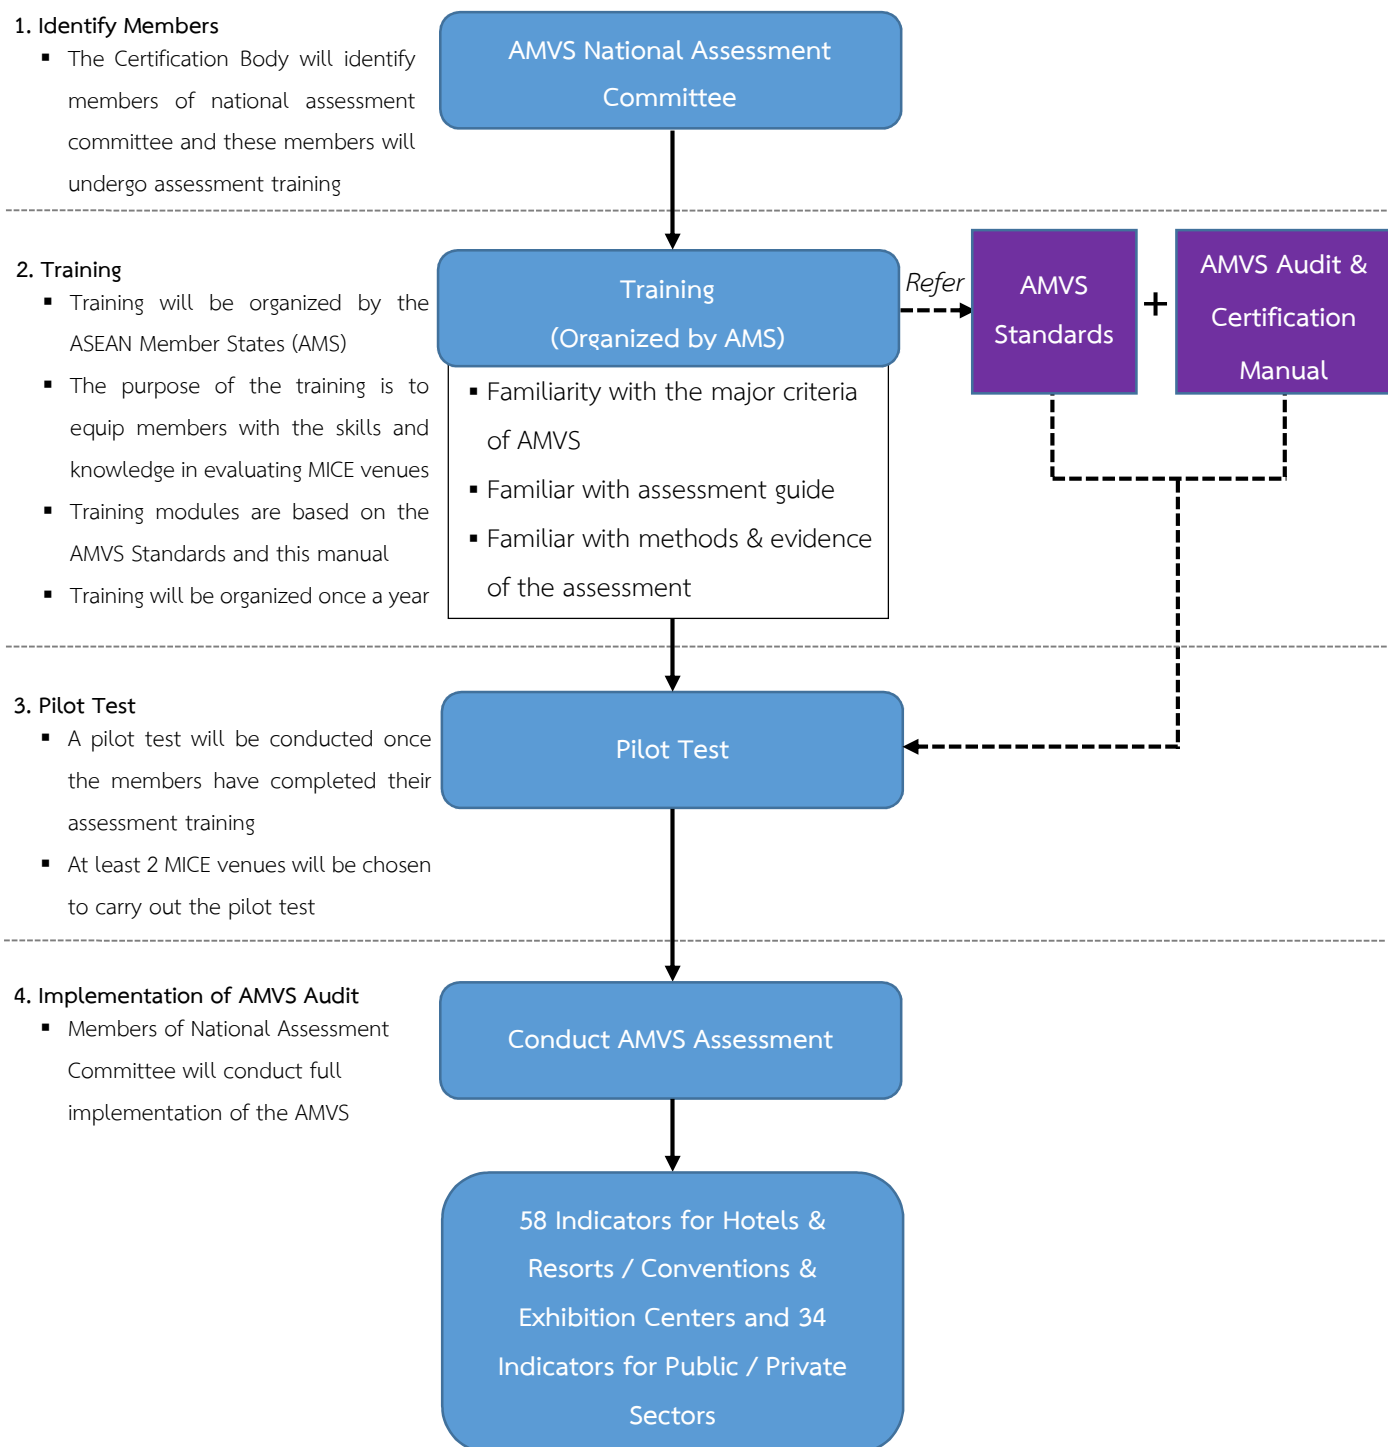 1. Identify Members
▪ The Certification Body will identify
members of national assessment
committee and these members will
undergo assessment training
AMVS National Assessment
Committee
2. Training
▪ Training will be organized by the
ASEAN Member States (AMS)
▪ The purpose of the training is to
equip members with the skills and
knowledge in evaluating MICE venues
▪ Training modules are based on the
AMVS Standards and this manual
▪ Training will be organized once a year
Training
(Organized by AMS)
▪ Familiarity with the major criteria
of AMVS
▪ Familiar with assessment guide
▪ Familiar with methods & evidence
of the assessment
Refer
AMVS
Standards
+
AMVS Audit &
Certification
Manual
3. Pilot Test
▪ A pilot test will be conducted once
the members have completed their
assessment training
▪ At least 2 MICE venues will be chosen
to carry out the pilot test
Pilot Test
4. Implementation of AMVS Audit
▪ Members of National Assessment
Committee will conduct full
implementation of the AMVS
Conduct AMVS Assessment
58 Indicators for Hotels &
Resorts / Conventions &
Exhibition Centers and 34
Indicators for Public / Private
Sectors